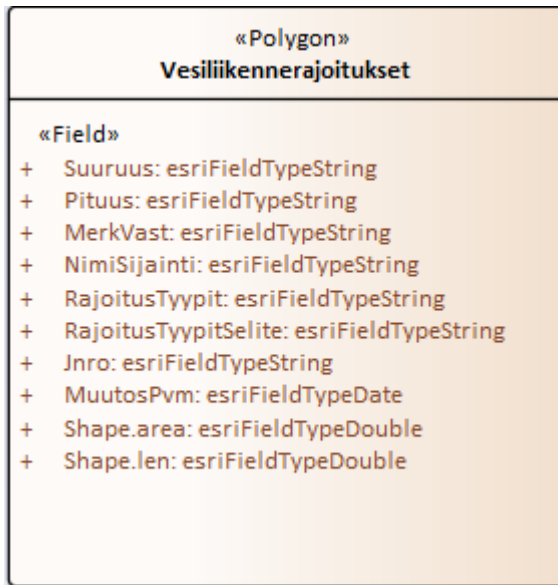 «Polygon»
Vesiliikennerajoitukset
«Field»
+ Suuruus: esriFieldTypeString
+ Pituus: esriFieldTypeString
+ MerkVast: esriFieldTypeString
+ NimiSijainti: esriFieldTypeString
+ RajoitusTyypit: esriFieldTypeString
+ RajoitusTyypitSelite: esriFieldTypeString
+ Jnro: esriFieldTypeString
+ MuutosPvm: esriFieldTypeDate
+ Shape.area: esriFieldTypeDouble
+ Shape.len: esriFieldTypeDouble